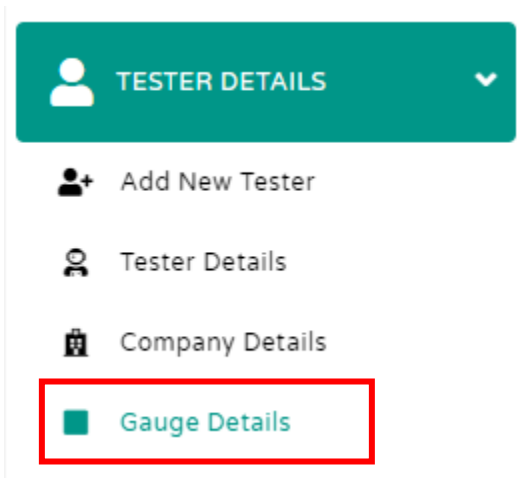 TESTER DETAILS
Add New Tester
Tester Details
Company Details
Gauge Details